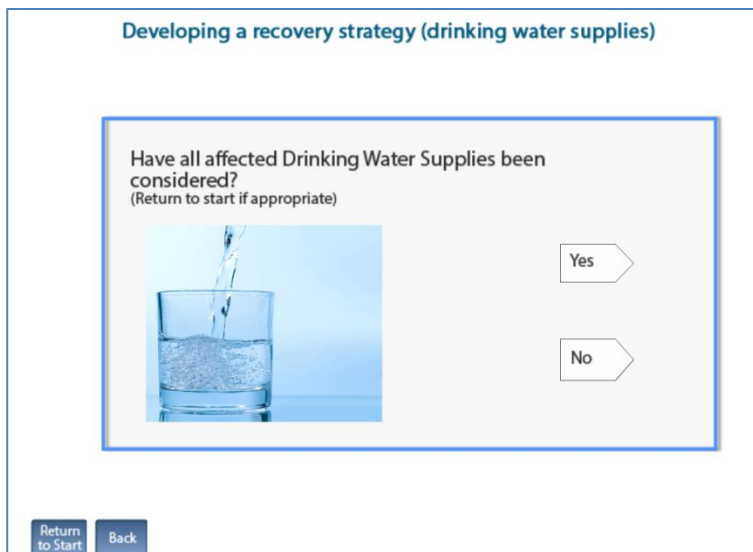 Developing a recovery strategy (drinking water supplies)
Have all affected Drinking Water Supplies been
considered?
(Return to start if appropriate)
Yes
No
Return
to Start
Back